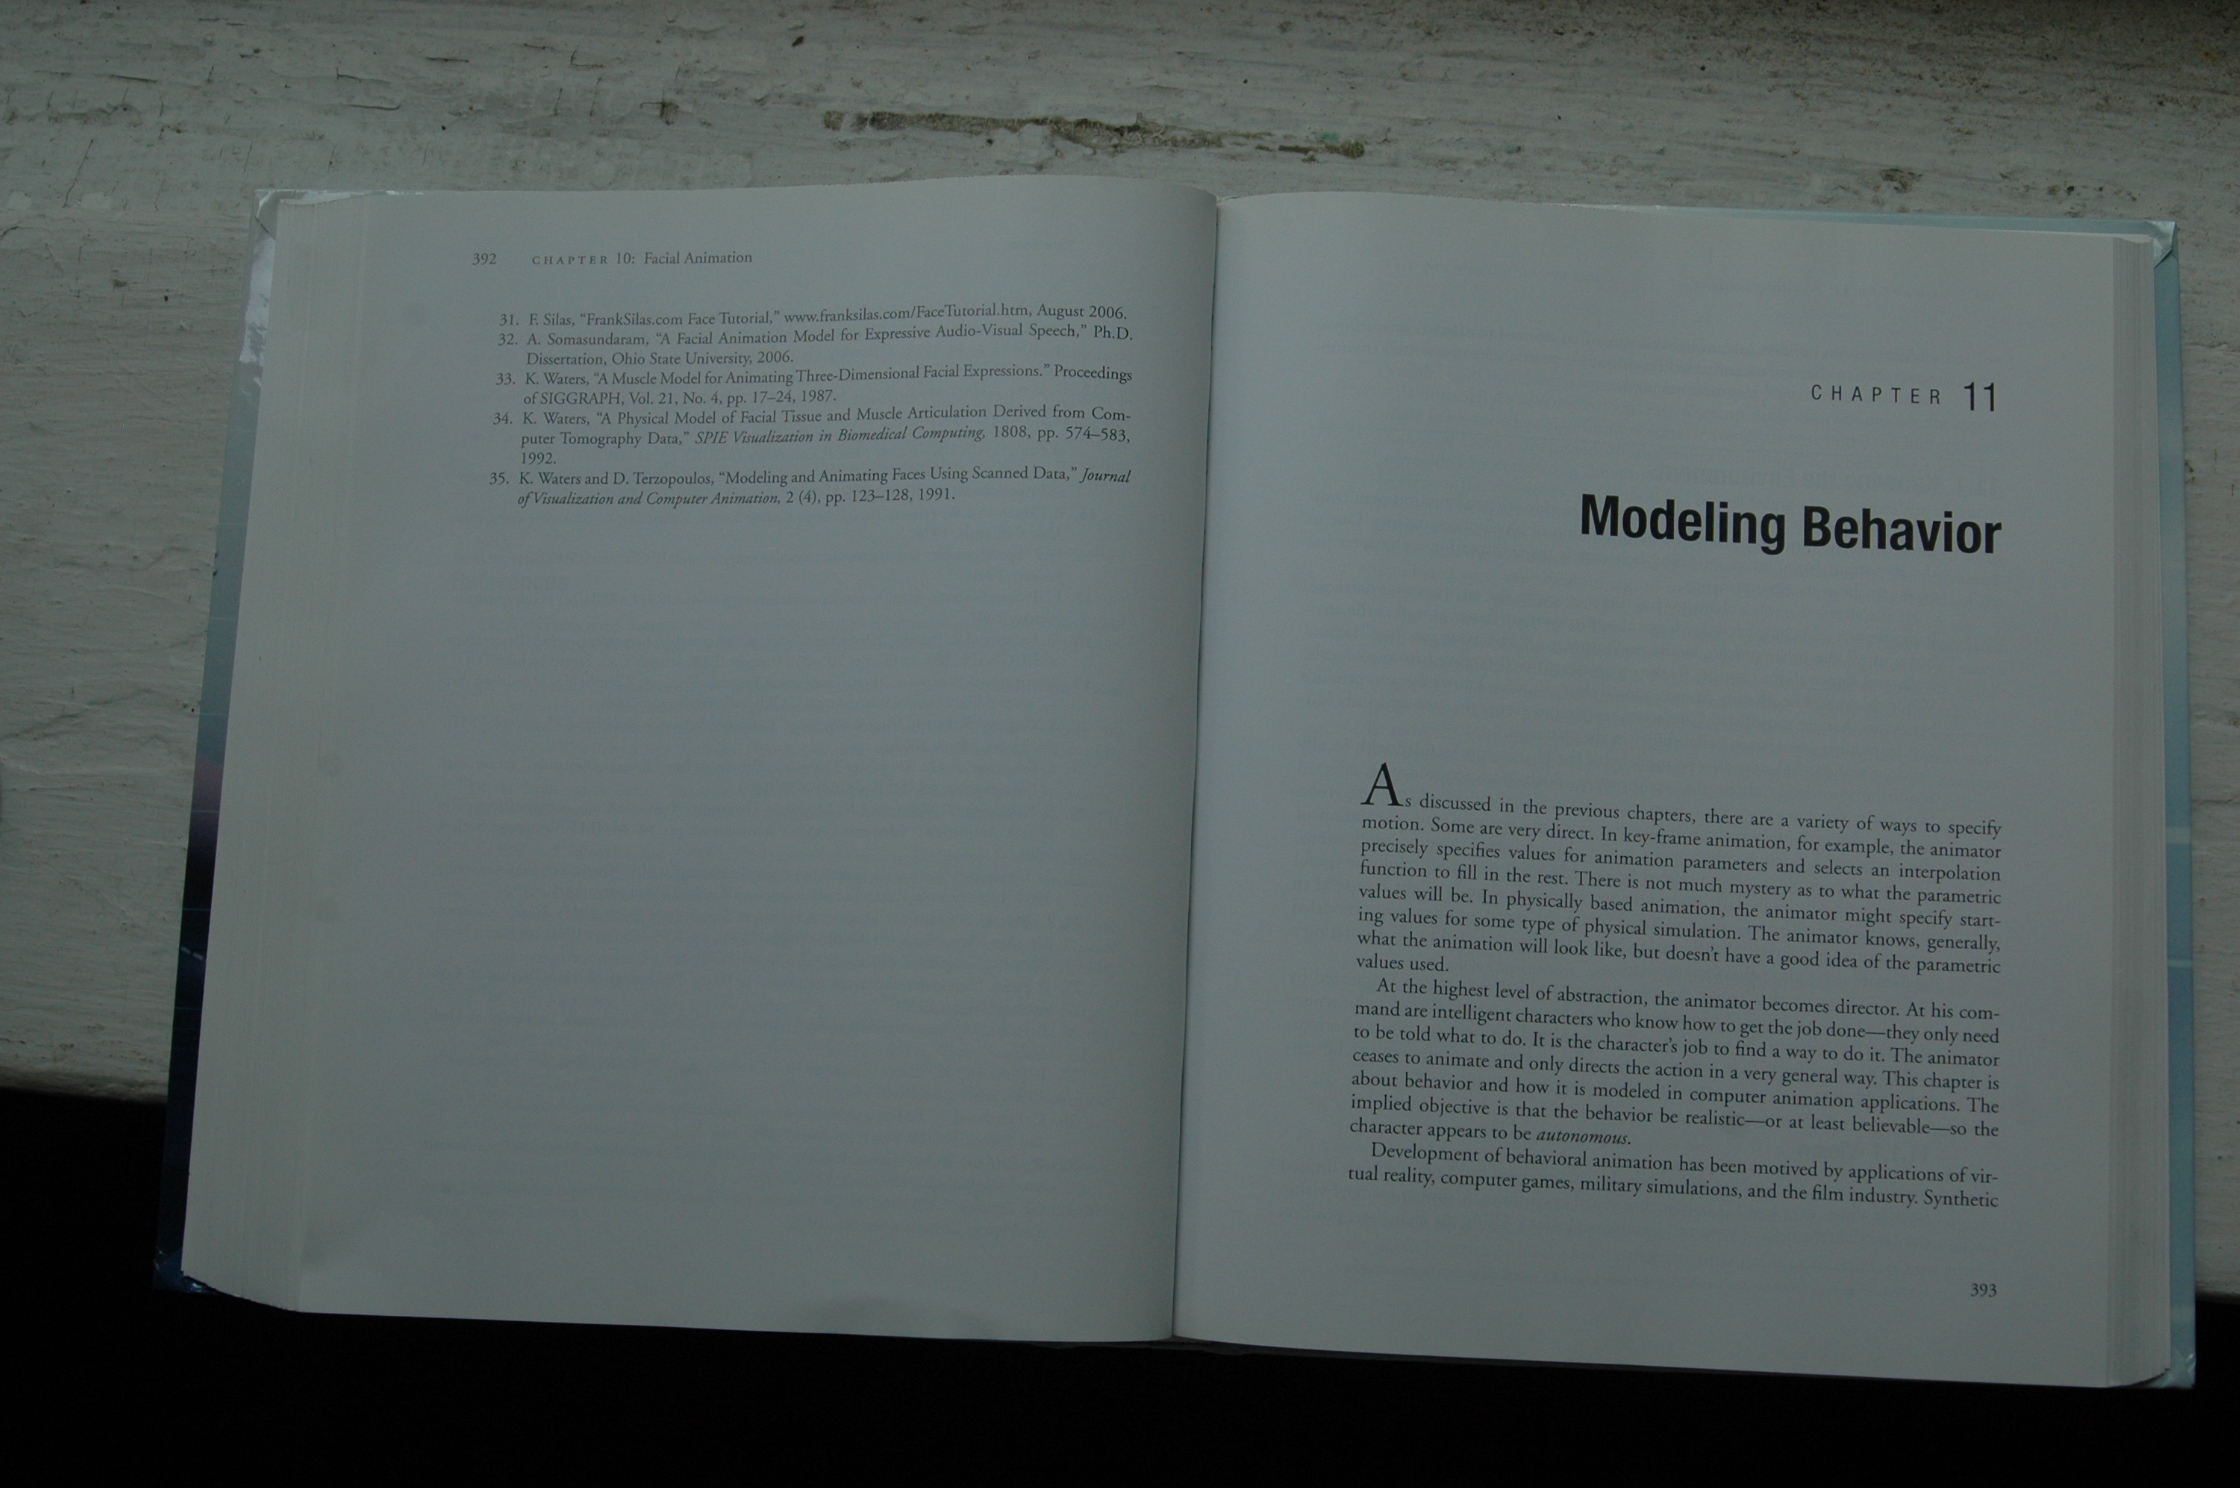 392 CHAPTER 10: Facial Animation
31. F. Silas, “FrankSilas.com Face Tutorial,” www.franksilas.com/FaceTutorial.htm, August 2006.
32. A. Somasundaram, “A Facial Animation Model for Expressive Audio-Visual Speech,” Ph.D.
Dissertation, Ohio State University, 2006.
33. K. Waters, “A Muscle Model for Animating Three-Dimensional Facial Expressions.” Proceedings
of SIGGRAPH, Vol. 21, No. 4, pp. 17–24, 1987.
34. K. Waters, “A Physical Model of Facial Tissue and Muscle Articulation Derived from Com-
puter Tomography Data,” SPIE Visualization in Biomedical Computing, 1808, pp. 574–583,
1992.
35. K. Waters and D. Terzopoulos, “Modeling and Animating Faces Using Scanned Data,” Journal
of Visualization and Computer Animation, 2 (4), pp. 123–128, 1991.
CHAPTER 11
Modeling Behavior
As discussed in the previous chapters, there are a variety of ways to specify
motion. Some are very direct. In key-frame animation, for example, the animator
precisely specifies values for animation parameters and selects an interpolation
function to fill in the rest. There is not much mystery as to what the parametric
values will be. In physically based animation, the animator might specify start-
ing values for some type of physical simulation. The animator knows, generally,
what the animation will look like, but doesn’t have a good idea of the parametric
values used.
At the highest level of abstraction, the animator becomes director. At his com-
mand are intelligent characters who know how to get the job done—they only need
to be told what to do. It is the character’s job to find a way to do it. The animator
ceases to animate and only directs the action in a very general way. This chapter is
about behavior and how it is modeled in computer animation applications. The
implied objective is that the behavior be realistic—or at least believable—so the
character appears to be autonomous.
Development of behavioral animation has been motived by applications of vir-
tual reality, computer games, military simulations, and the film industry. Synthetic
393